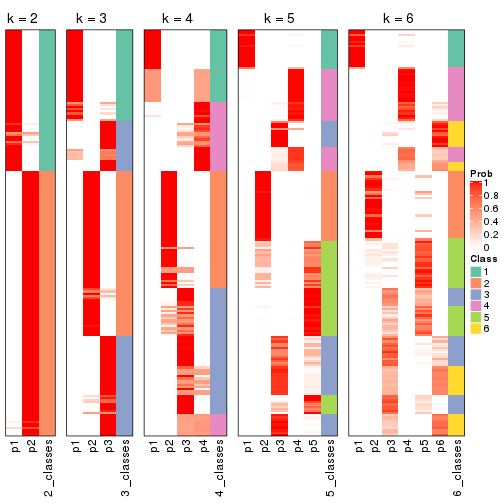 k = 2
k = 3
k = 4
k = 5
k = 6
Prob
1
0.8
0.6
0.4
0.2
0
Class
1
2
3
4
5
6
p1
p2
2_classes
p1
p2
p3
3_classes
p1
p2
p3
p4
4_classes
p1
p2
p3
p4
p5
5_classes
p1
p2
p3
p4
p5
p6
6_classes